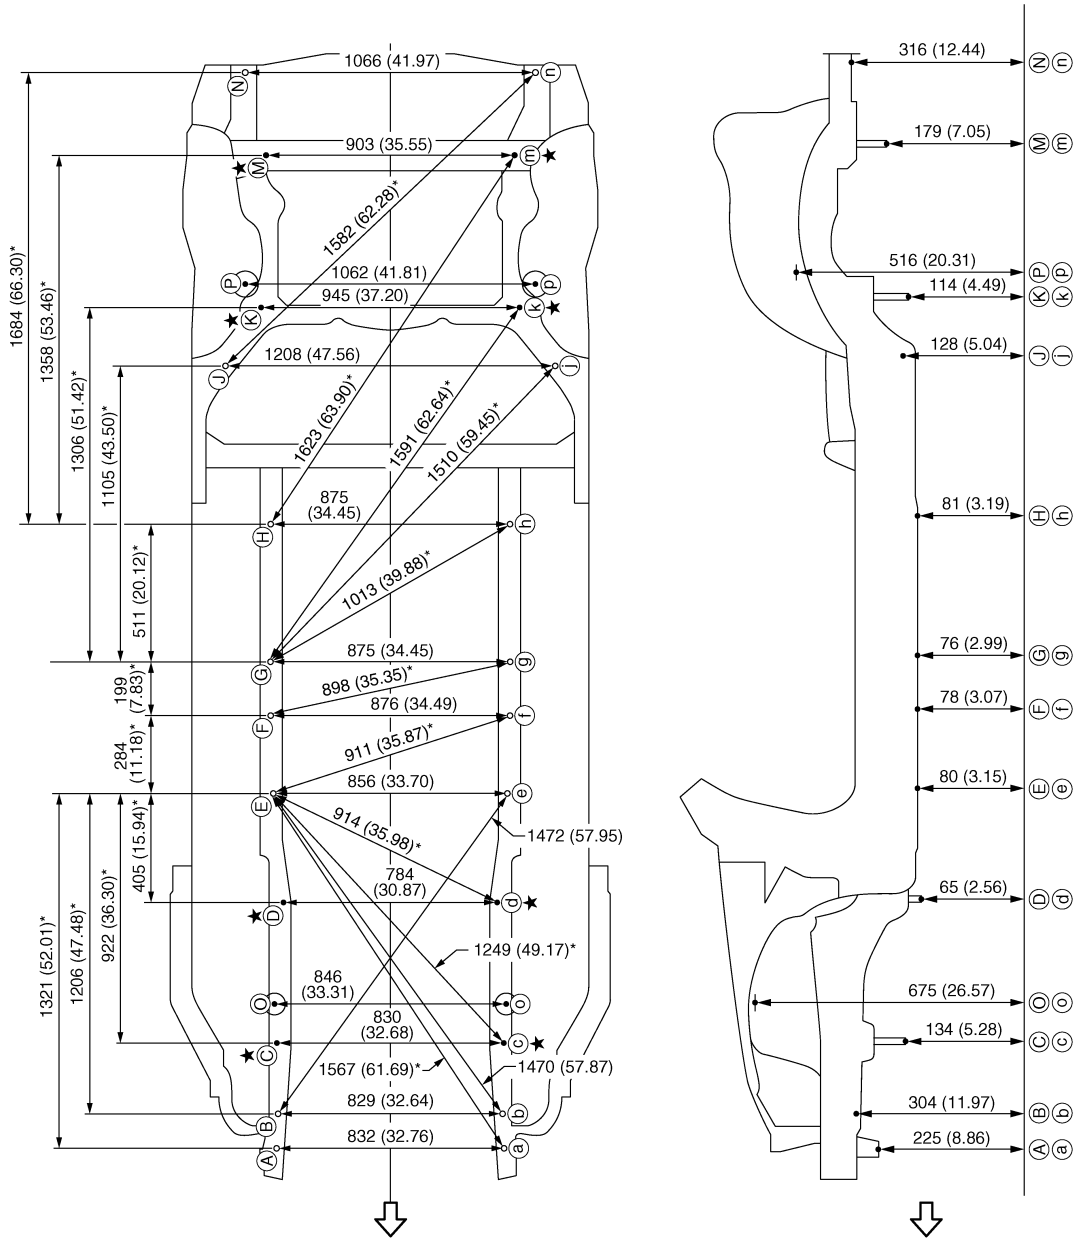 1066 (41.97)
N
n
903 (35.55)
★
M
m
★
1582 (62.28)*
1062 (41.81)
P
p
945 (37.20)
★
K
k
★
1208 (47.56)
J
j
1684 (66.30)*
1358 (53.46)*
1306 (51.42)*
1105 (43.50)*
1623 (63.90)*
1591 (62.64)*
1510 (59.45)*
875
(34.45)
H
h
511 (20.12)*
1013 (39.88)*
875 (34.45)
G
g
199
(7.83)*
898 (35.35)*
876 (34.49)
F
f
284
(11.18)*
911 (35.87)*
856 (33.70)
E
e
405 (15.94)*
914 (35.98)*
1472 (57.95)
784
(30.87)
★
D
d
★
922 (36.30)*
1206 (47.48)*
1321 (52.01)*
1249 (49.17)*
846
(33.31)
O
o
830
(32.68)
★
C
c
★
1567 (61.69)*
1470 (57.87)
829 (32.64)
B
b
832 (32.76)
A
a
316 (12.44)
N n
179 (7.05)
M m
516 (20.31)
P p
114 (4.49)
K k
128 (5.04)
J j
81 (3.19)
H h
76 (2.99)
G g
78 (3.07)
F f
80 (3.15)
E e
65 (2.56)
D d
675 (26.57)
O o
134 (5.28)
C c
304 (11.97)
B b
225 (8.86)
A a